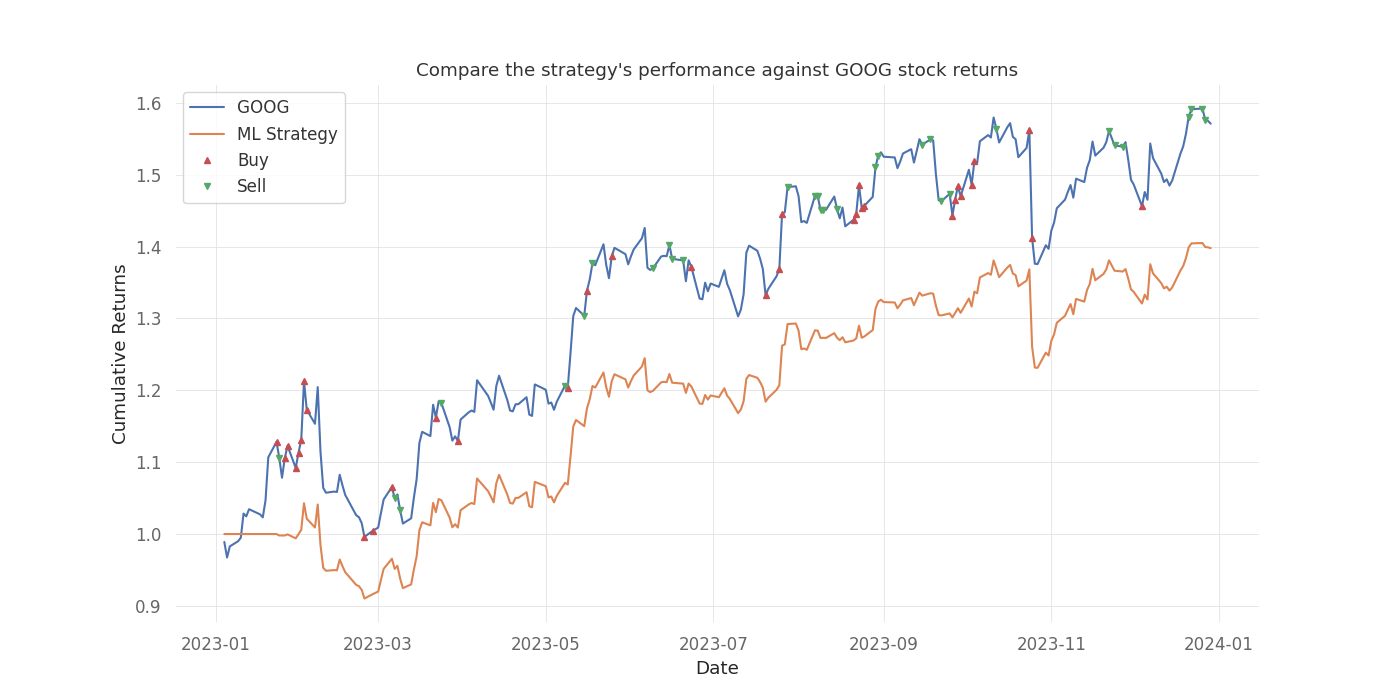 Compare the strategy's performance against GOOG stock returns
GOOG
ML Strategy
Buy
Sell
1.6
1.5
1.4
1.3
1.2
1.1
1.0
0.9
Cumulative Returns
2023-01 2023-03 2023-05 2023-07 2023-09 2023-11 2024-01
Date